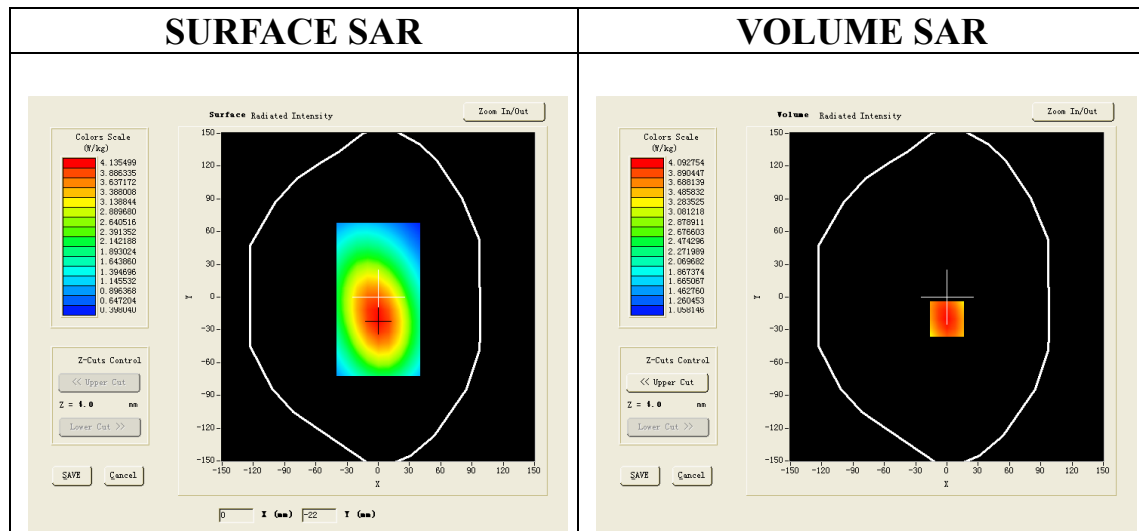 SURFACE SAR
VOLUME SAR
Surface Radiated Intensity
Zoom In/Out
Colors Scale
(W/kg)
4.135499
3.886335
3.637172
3.388008
3.138844
2.889680
2.640516
2.391352
2.142188
1.893024
1.643860
1.394696
1.145532
0.896368
0.647204
0.398040
150
120
90
60
30
0
-30
-60
-90
-120
-150
Y
-150 -120 -90 -60 -30 0 30 60 90 120 150
X
Z-Cuts Control
<< Upper Cut
Z = 4.0 mm
Lower Cut >>
SAVE Cancel
0 X (mm) -22 Y (mm)
Volume Radiated Intensity
Zoom In/Out
Colors Scale
(W/kg)
4.092754
3.890447
3.688139
3.485832
3.283525
3.081218
2.878911
2.676603
2.474296
2.271989
2.069682
1.867374
1.665067
1.462760
1.260453
1.058146
150
120
90
60
30
0
-30
-60
-90
-120
-150
Y
-150 -120 -90 -60 -30 0 30 60 90 120 150
X
Z-Cuts Control
<< Upper Cut
Z = 4.0 mm
Lower Cut >>
SAVE Cancel